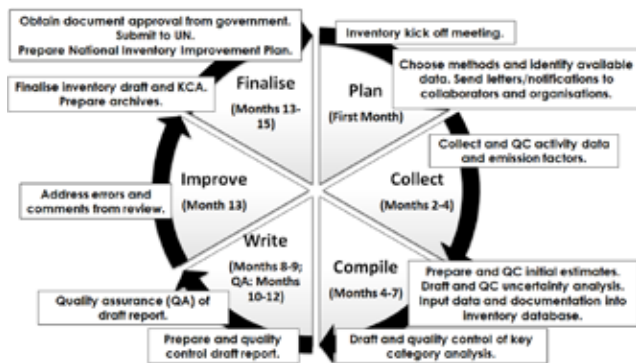 Obtain document approval from government.
Submit to UN.
Prepare National Inventory Improvement Plan.
Inventory kick off meeting.
Choose methods and identify available
data. Send letters/notifications to
collaborators and organisations.
Finalise inventory draft and KCA.
Prepare archives.
Finalise
(Months 13-
15)
Plan
(First Month)
Collect and QC activity data
and emission factors.
Improve
(Month 13)
Collect
(Months 2-4)
Address errors and
comments from review.
Write
(Months 8-9;
QA: Months
10-12)
Compile
(Months 4-7)
Prepare and QC initial estimates.
Draft and QC uncertainty analysis.
Input data and documentation into
inventory database.
Quality assurance (QA) of
draft report.
Prepare and quality
control draft report.
Draft and quality control of key
category analysis.